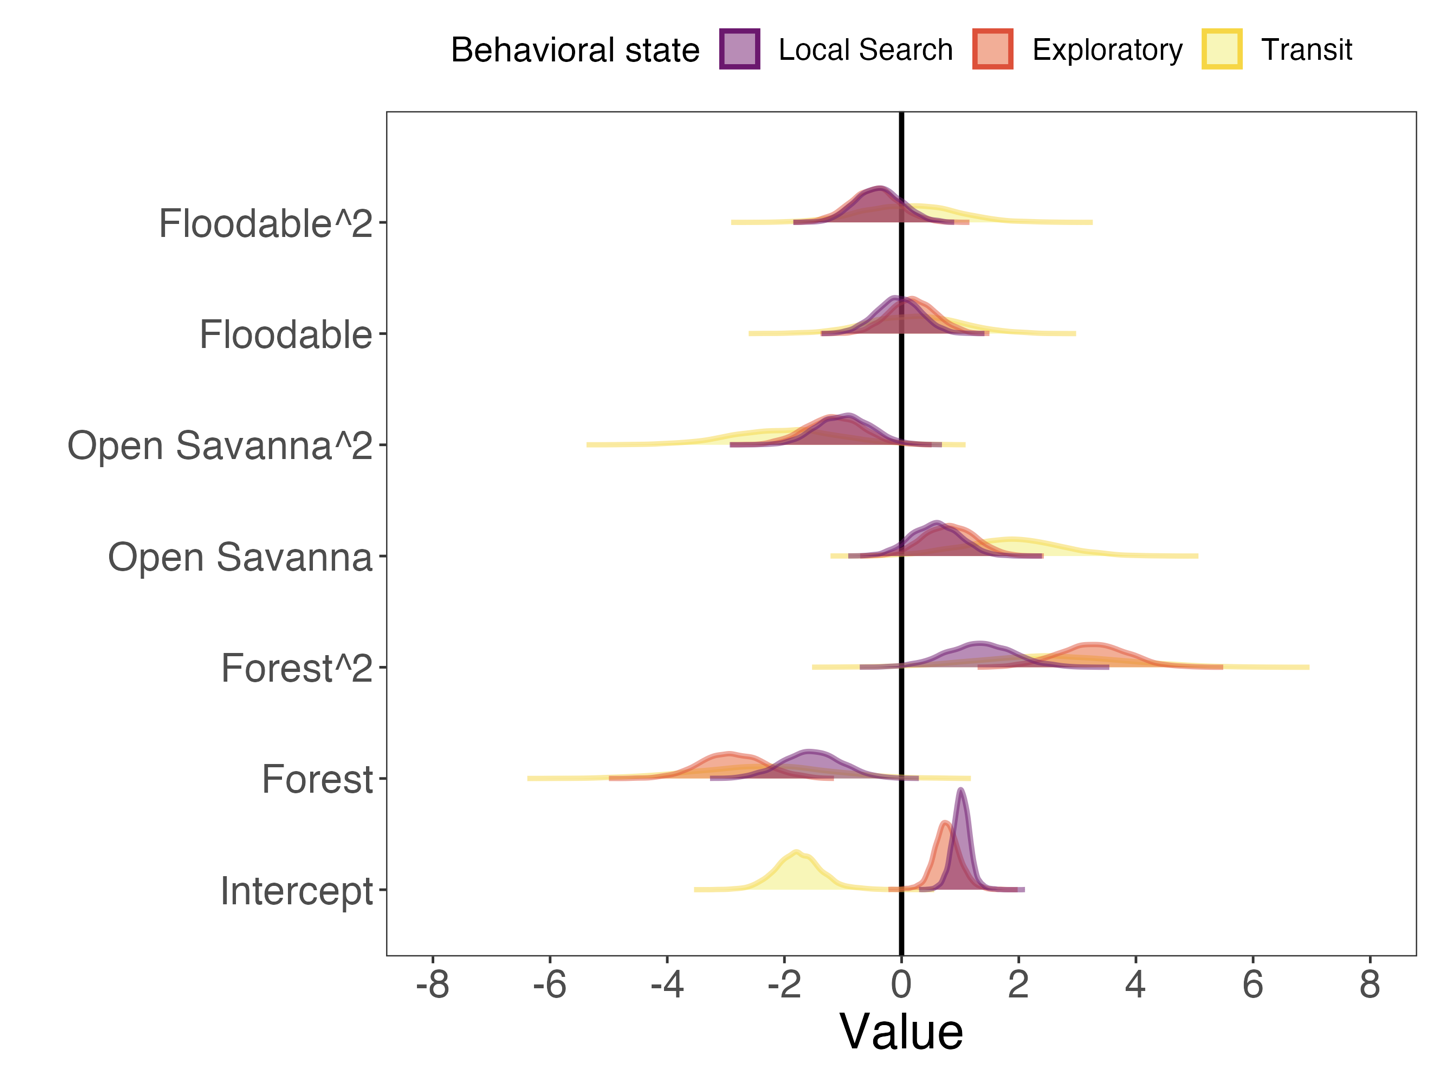 Behavioral state Local Search Exploratory Transit
Floodable^2
Floodable
Open Savanna^2
Open Savanna
Forest^2
Forest
Intercept
-8 -6 -4 -2 0 2 4 6 8
Value